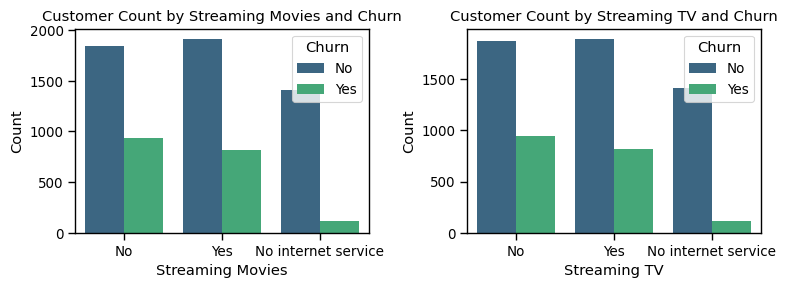 Customer Count by Streaming Movies and Churn
2000
1500
1000
500
0
Count
Churn
No
Yes
No
Yes
No internet service
Streaming Movies
Customer Count by Streaming TV and Churn
1500
1000
500
0
Count
Churn
No
Yes
No
Yes
No internet service
Streaming TV